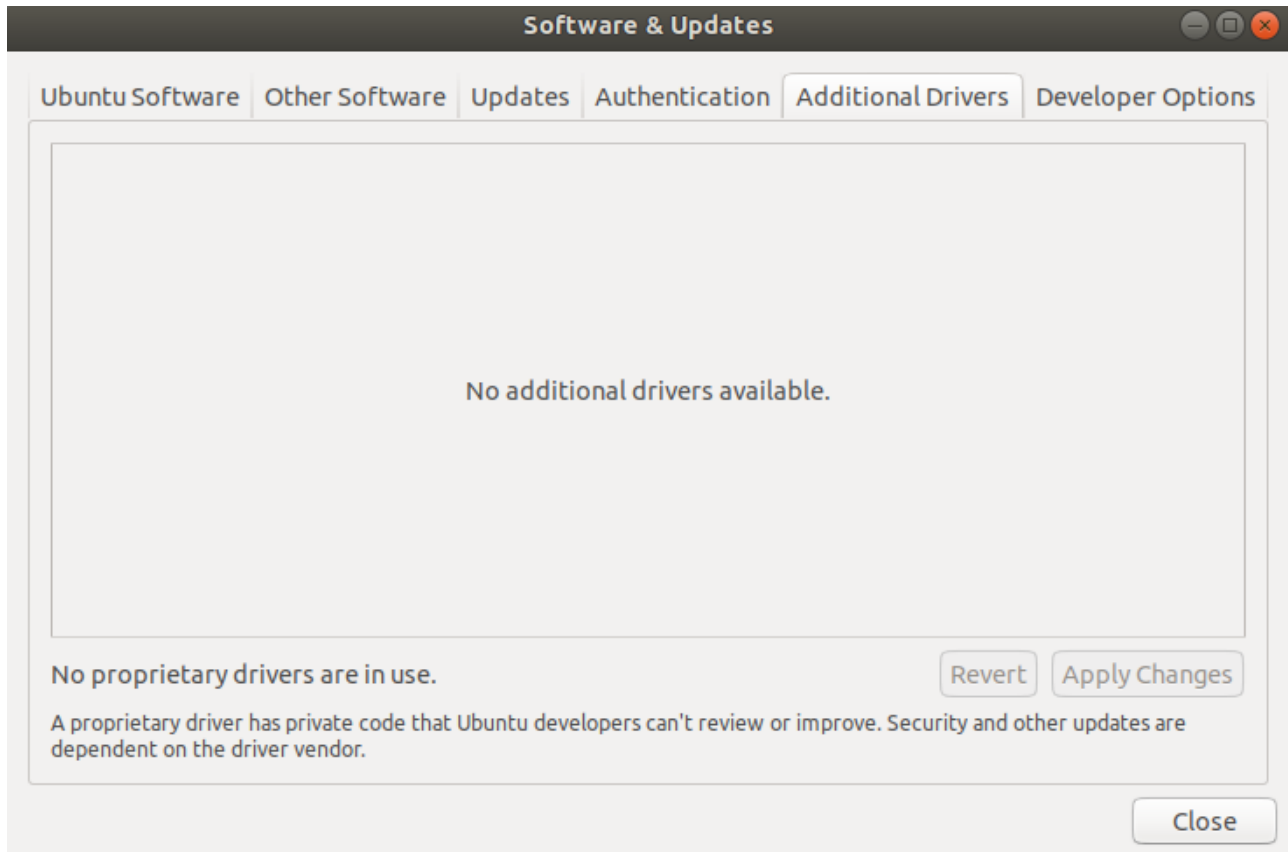 Software & Updates
Ubuntu Software Other Software Updates Authentication Additional Drivers Developer Options
No additional drivers available.
No proprietary drivers are in use. Revert Apply Changes
A proprietary driver has private code that Ubuntu developers can't review or improve. Security and other updates are
dependent on the driver vendor.
Close